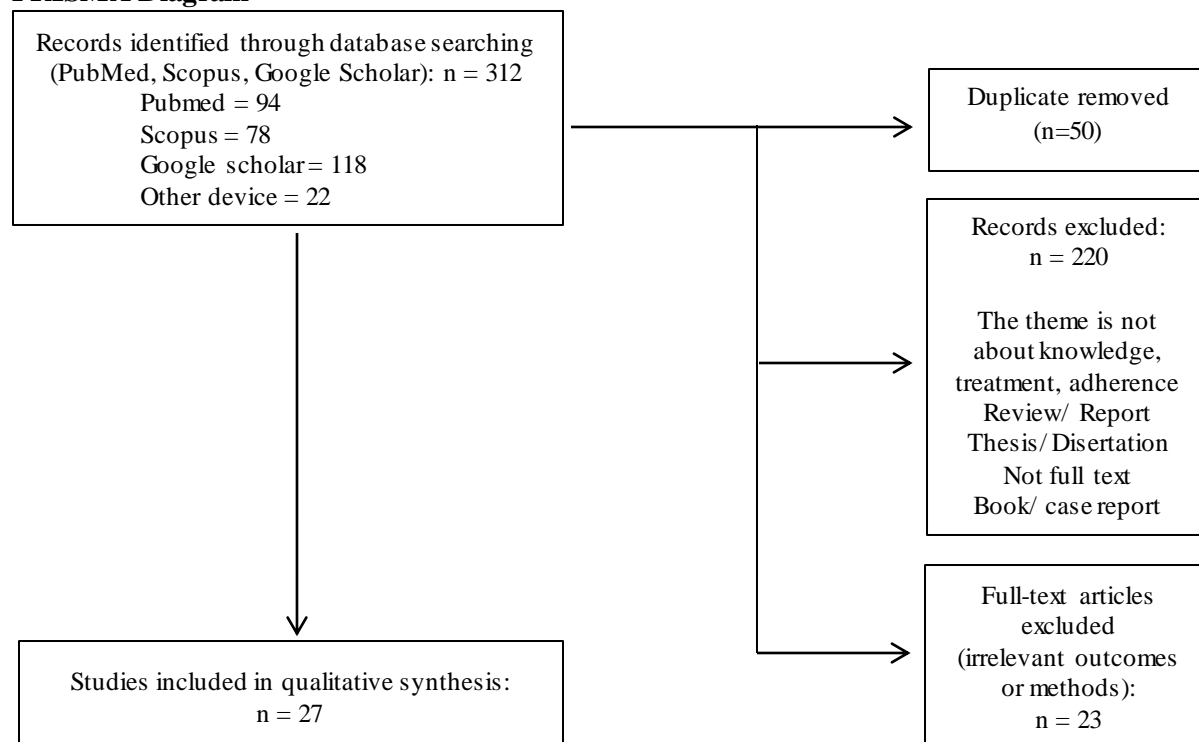 PRISMA Diagram
Records identified through database searching
(PubMed, Scopus, Google Scholar): n = 312
Pubmed = 94
Scopus = 78
Google scholar = 118
Other device = 22
Duplicate removed
(n=50)
Records excluded:
n = 220
The theme is not
about knowledge,
treatment, adherence
Review/ Report
Thesis/ Disertation
Not full text
Book/ case report
Full-text articles
excluded
(irrelevant outcomes
or methods):
n = 23
Studies included in qualitative synthesis:
n = 27